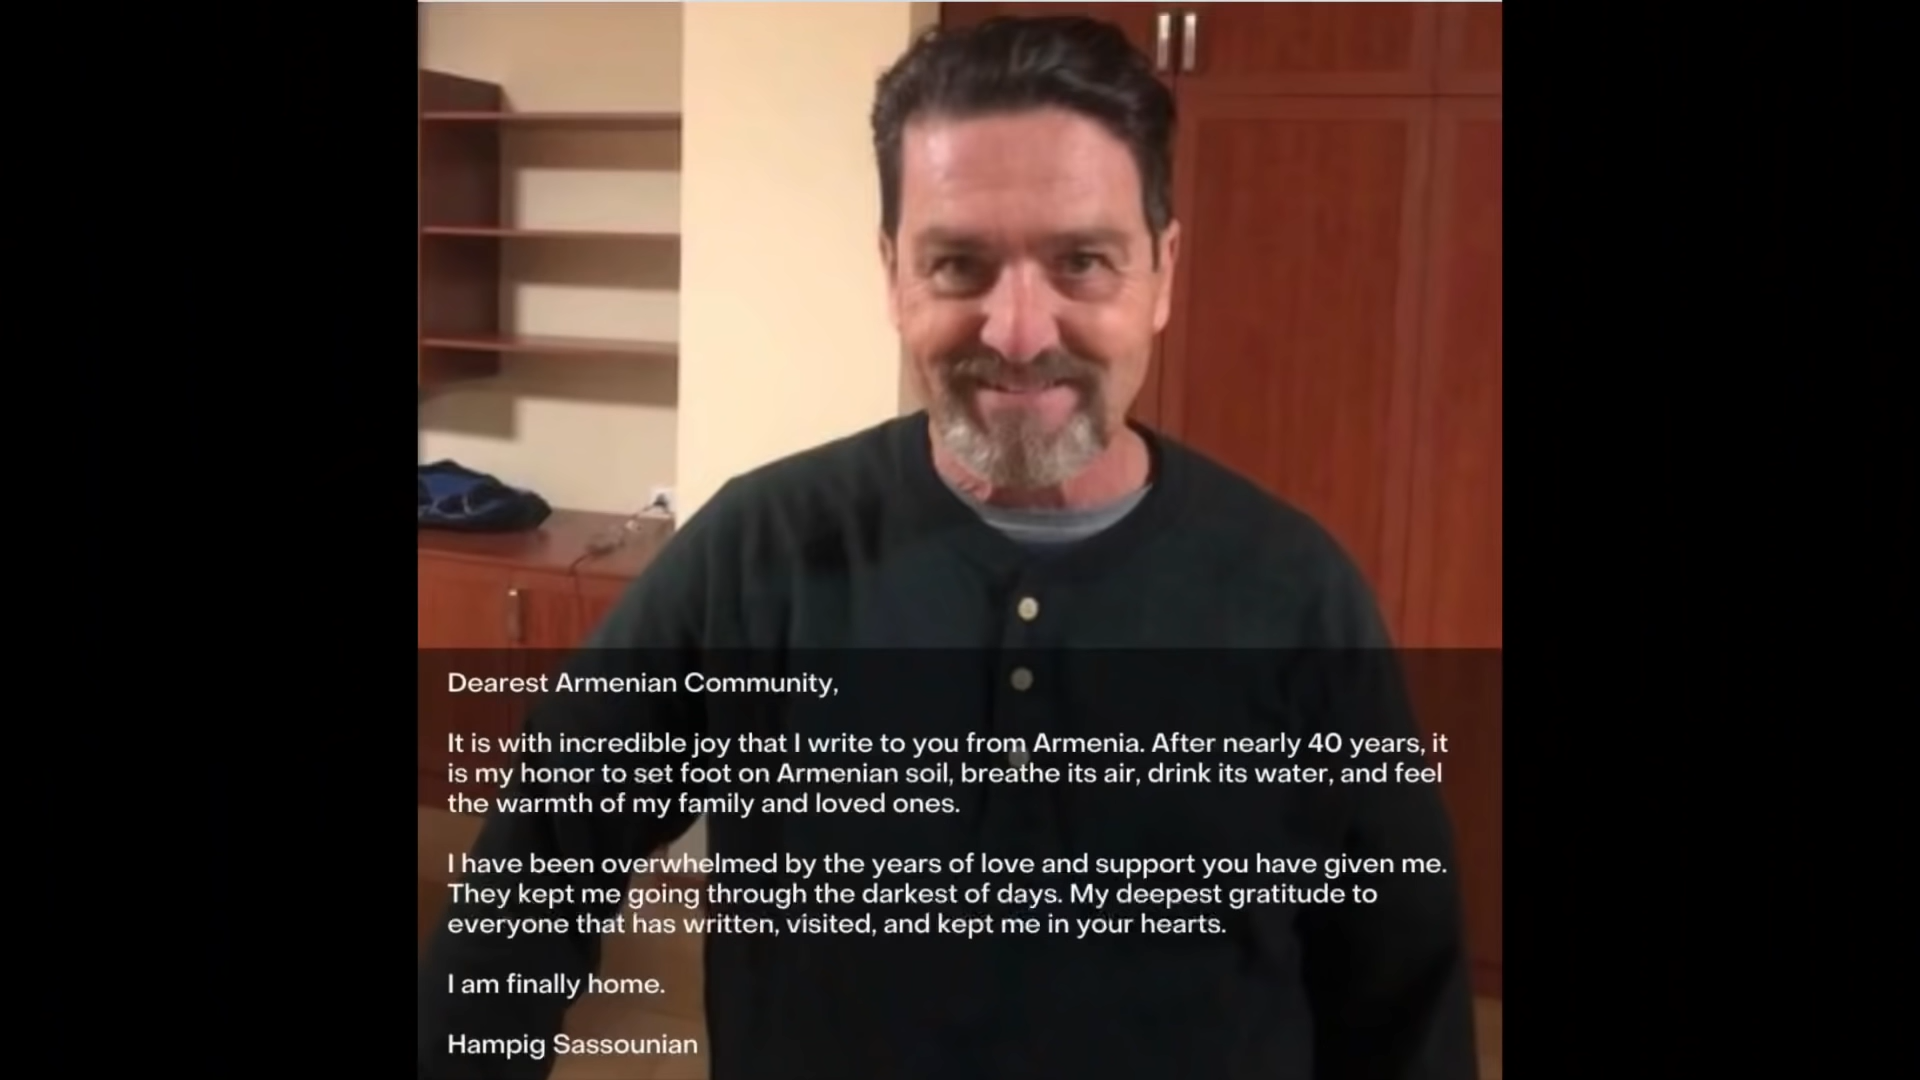 Dearest Armenian Community,
It is with incredible joy that I write to you from Armenia. After nearly 40 years, it
is my honor to set foot on Armenian soil, breathe its air, drink its water, and feel
the warmth of my family and loved ones.
I have been overwhelmed by the years of love and support you have given me.
They kept me going through the darkest of days. My deepest gratitude to
everyone that has written, visited, and kept me in your hearts.
I am finally home.
Hampig Sassounian